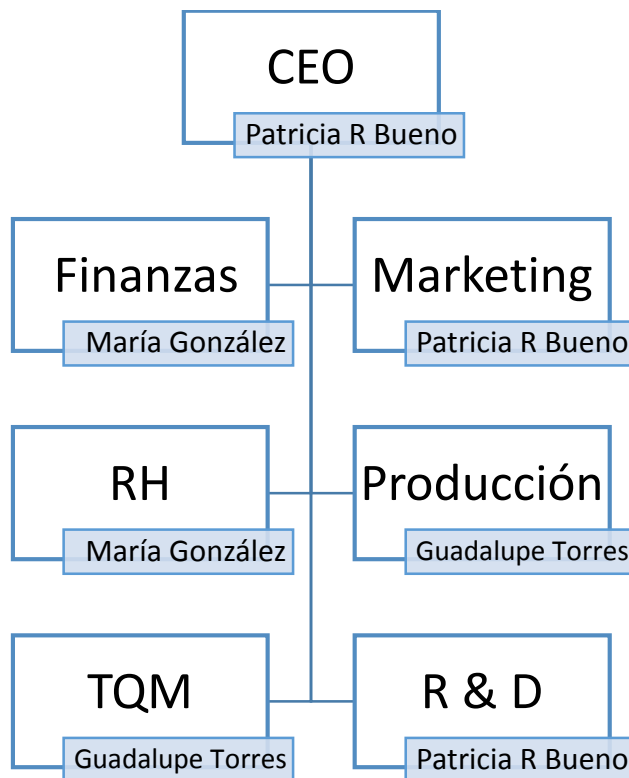 CEO
Patricia R Bueno
Finanzas
María González
Marketing
Patricia R Bueno
RH
María González
Producción
Guadalupe Torres
TQM
Guadalupe Torres
R & D
Patricia R Bueno